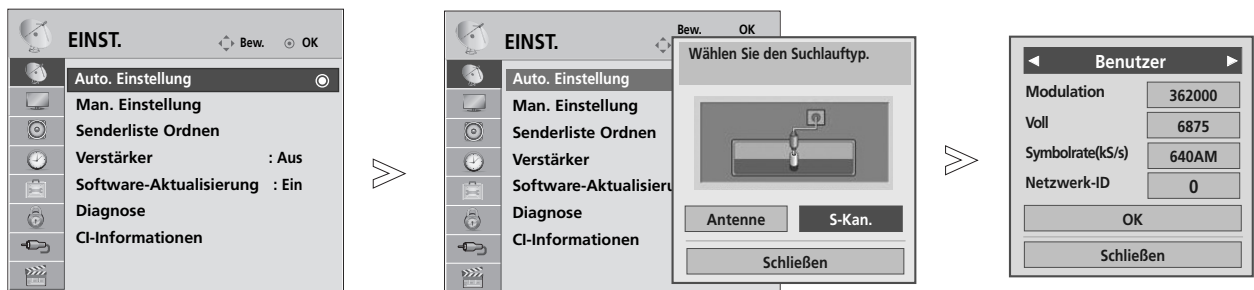 EINST.
Bew.
OK
Auto. Einstellung
Man. Einstellung
Senderliste Ordnen
Verstärker : Aus
Software-Aktualisierung : Ein
Diagnose
CI-Informationen
EINST.
Bew.
OK
Auto. Einstellung
Man. Einstellung
Senderliste Ordnen
Verstärker
Software-Aktualisieru
Diagnose
CI-Informationen
Wählen Sie den Suchlauftyp.
Antenne
S-Kan.
Schließen
Benutzer
Modulation 362000
Voll 6875
Symbolrate(kS/s) 640AM
Netzwerk-ID 0
OK
Schließen